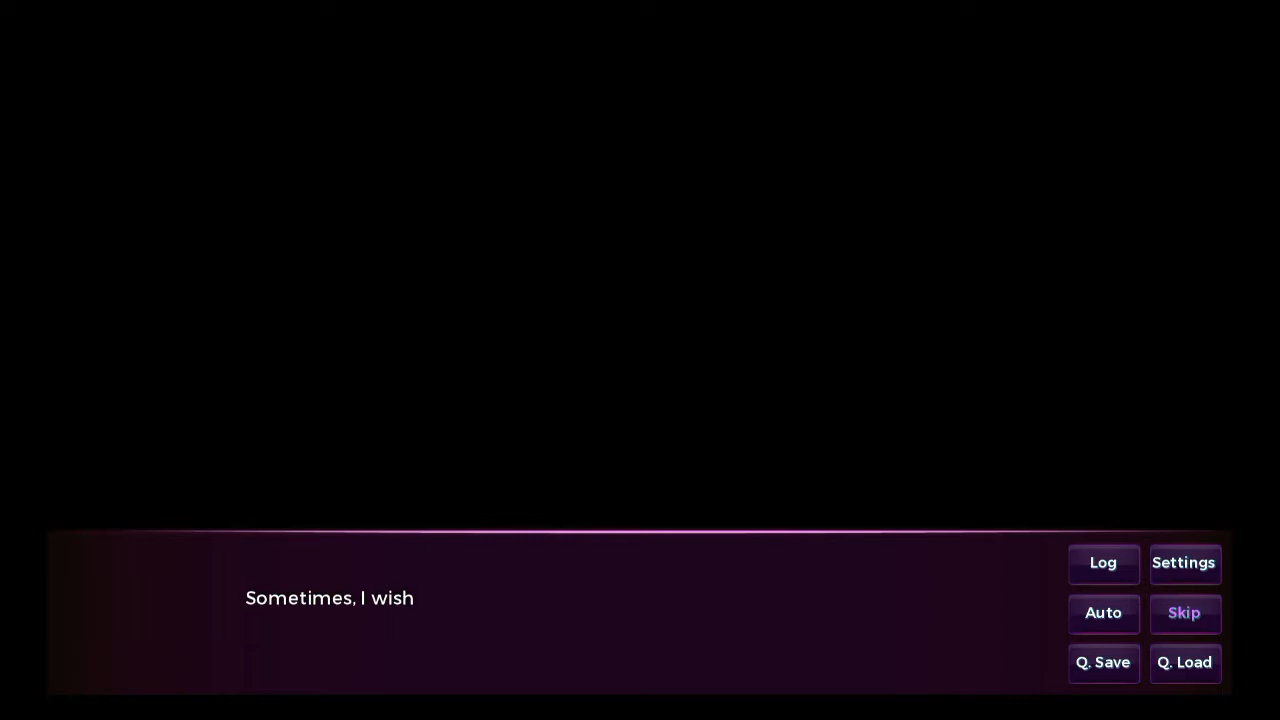 Sometimes, I wish
Log
Settings
Auto
Skip
Q. Save
Q. Load